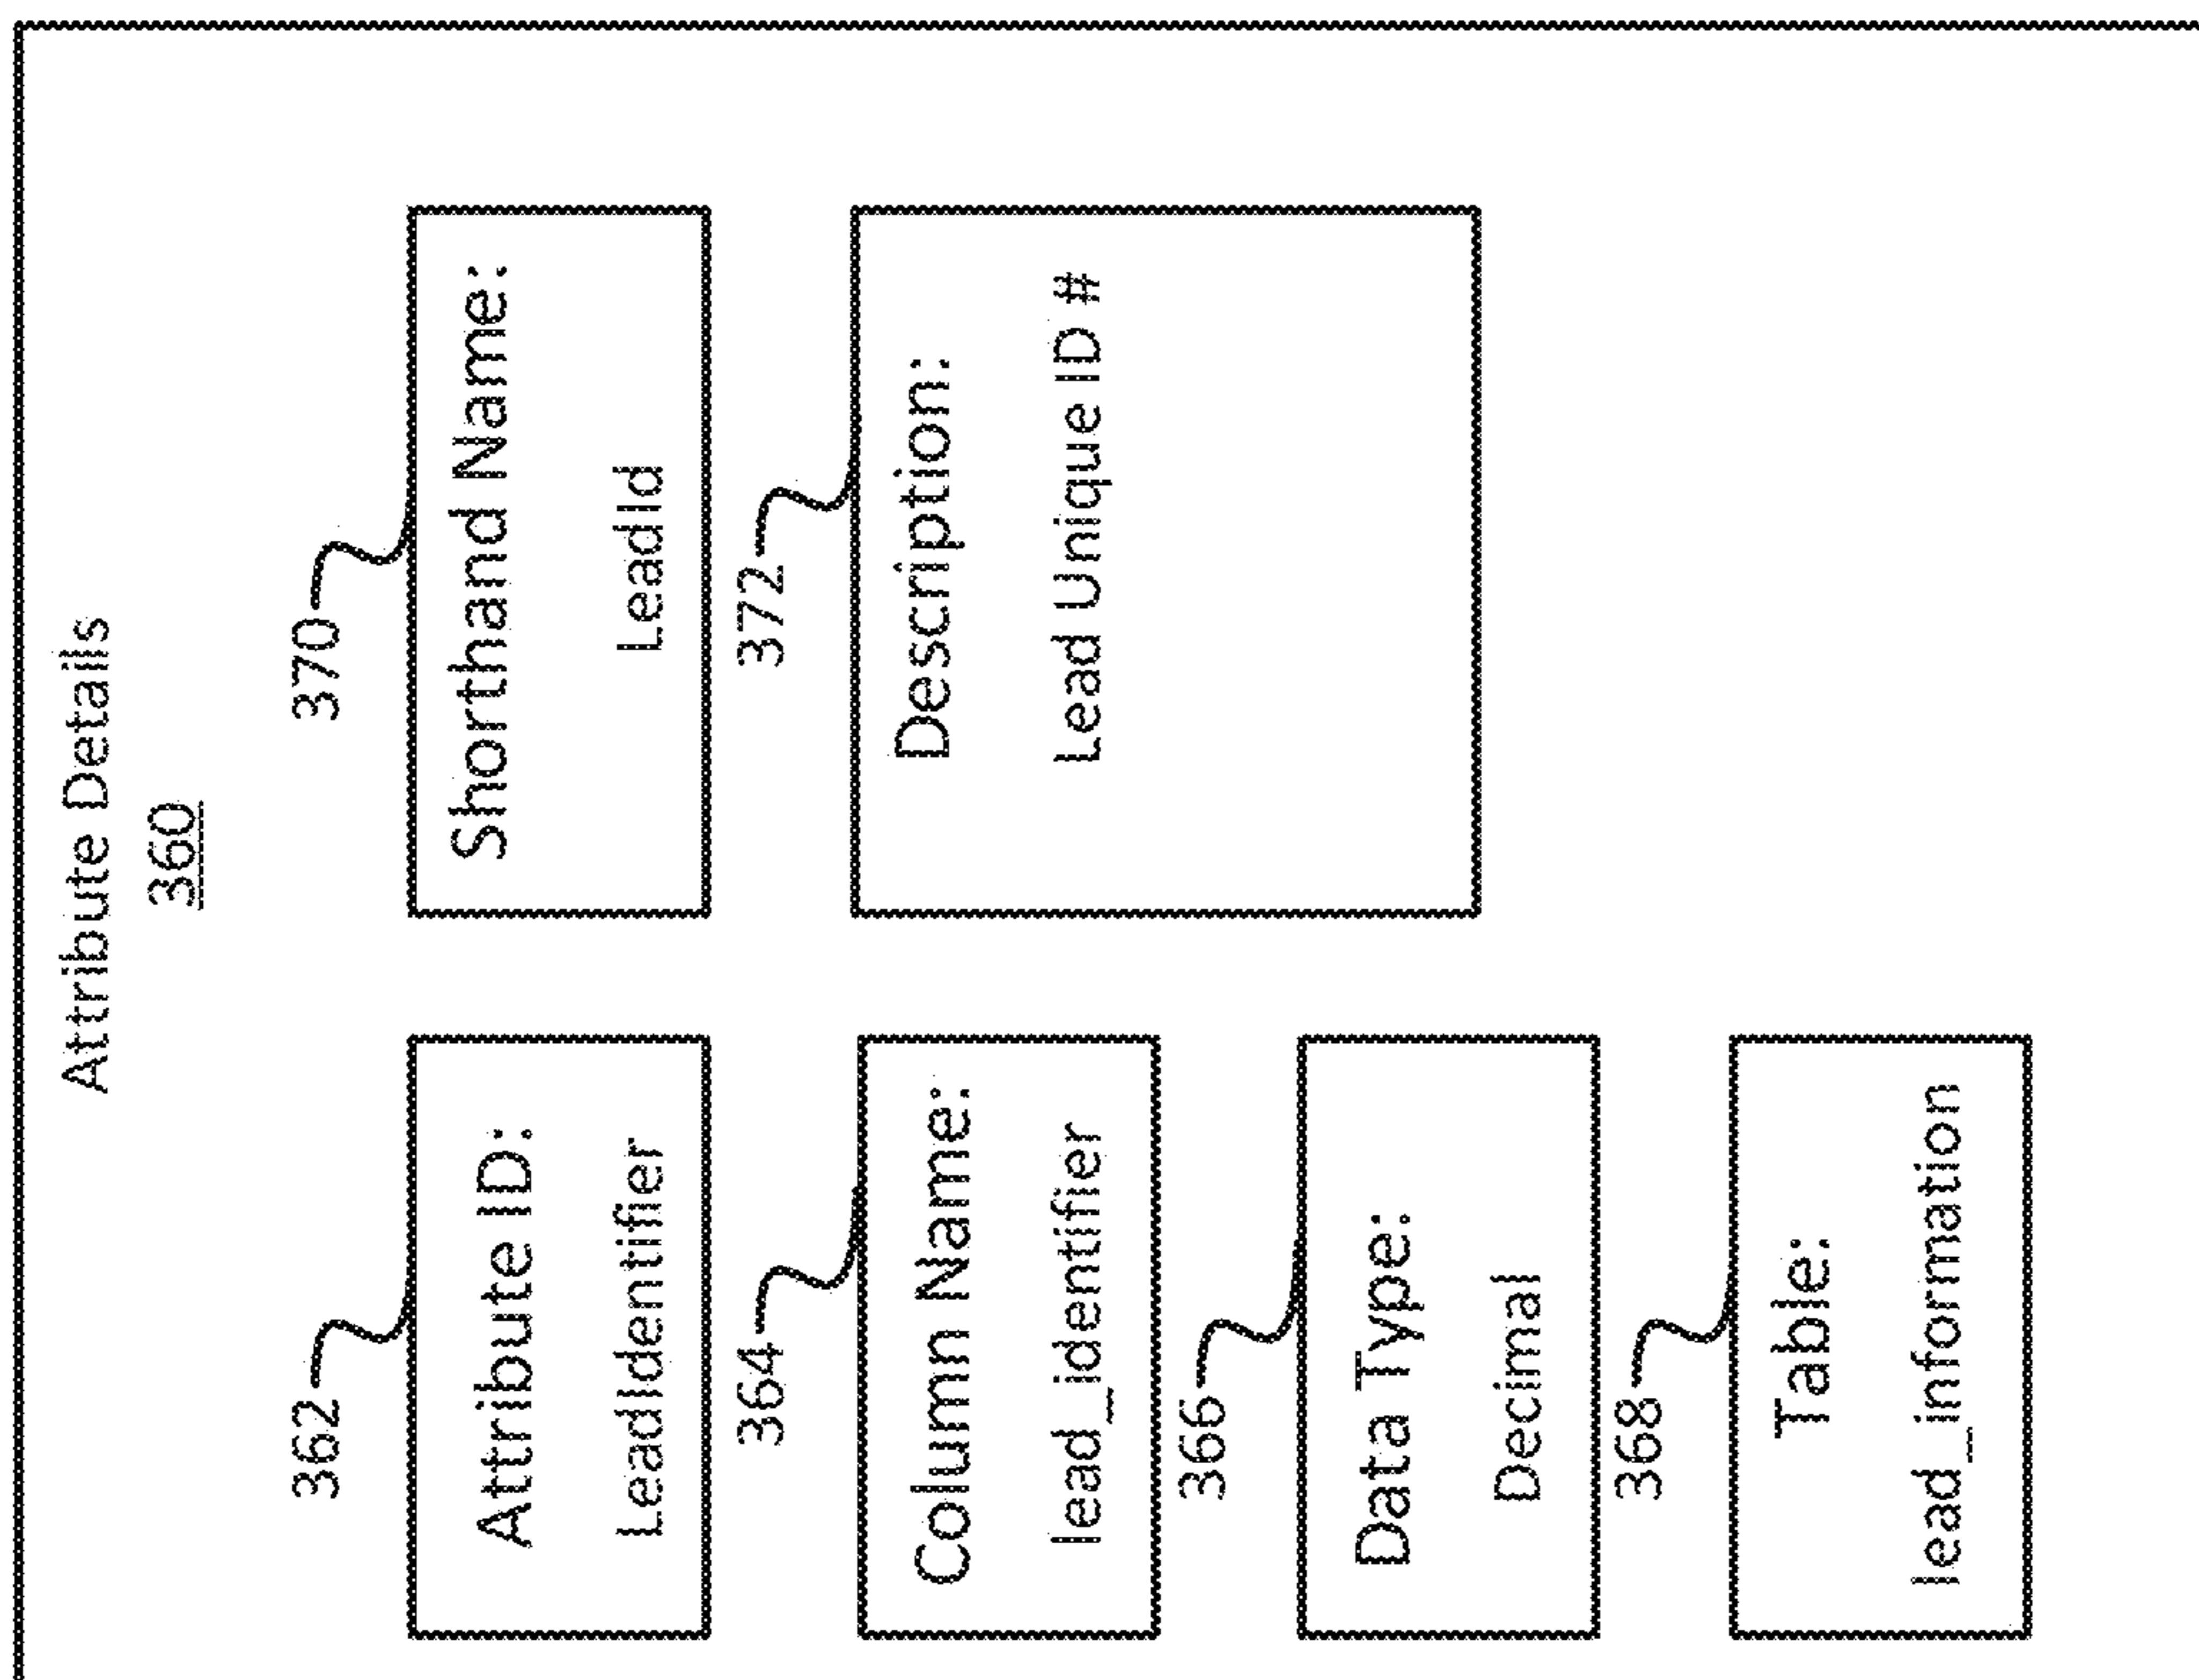 Attribute Details
360
362
Attribute ID:
LeadIdentifier
364
Column Name:
lead_identifier
366
Data Type:
Decimal
368
Table:
lead_information
370
Shorthand Name:
LeadId
372
Description:
Lead Unique ID #